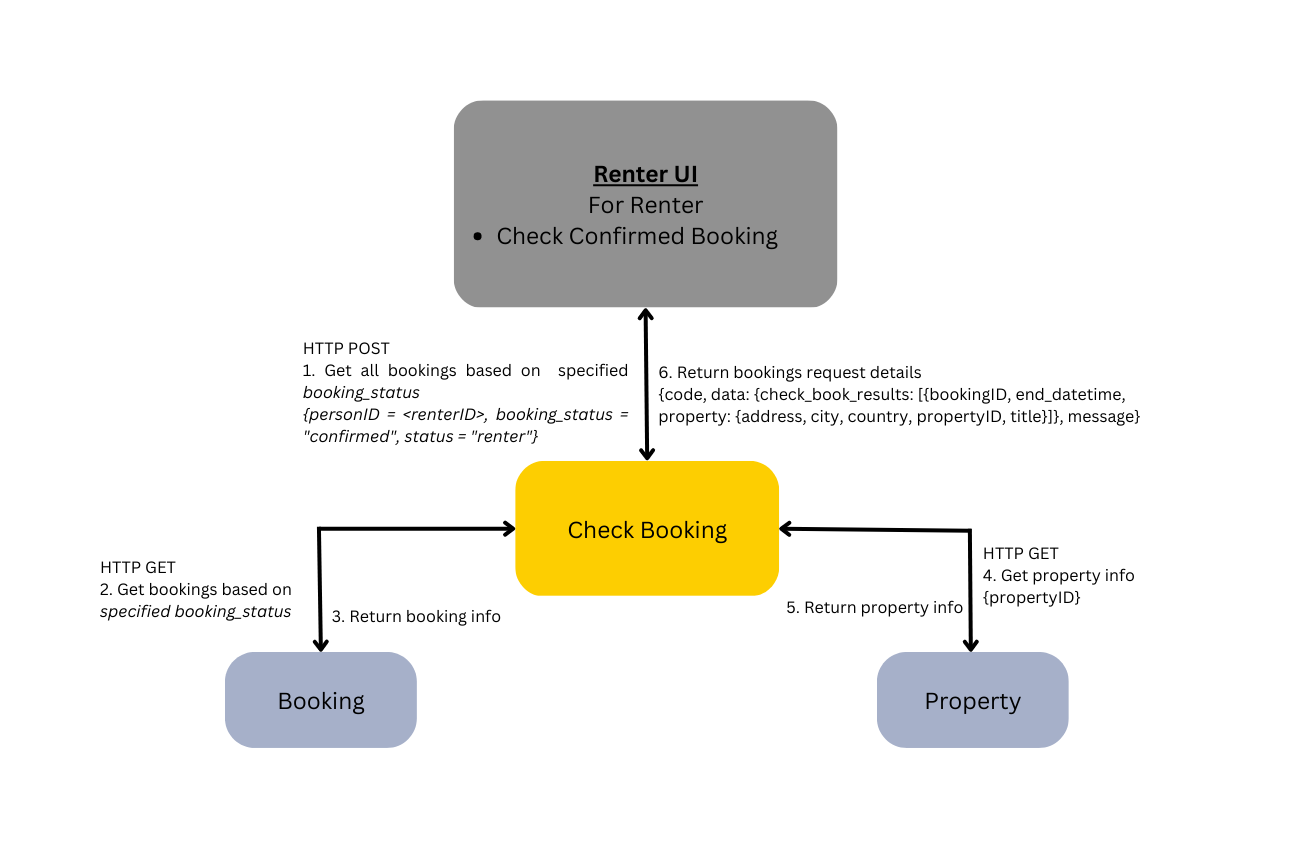 Renter UI
For Renter
• Check Confirmed Booking
HTTP POST
1. Get all bookings based on specified
booking_status
{personID = <renterID>, booking_status =
"confirmed", status = "renter"}
6. Return bookings request details
{code, data: {check_book_results: [{bookingID, end_datetime,
property: {address, city, country, propertyID, title}]}, message}
Check Booking
HTTP GET
2. Get bookings based on
specified booking_status
3. Return booking info
HTTP GET
4. Get property info
{propertyID}
5. Return property info
Booking
Property